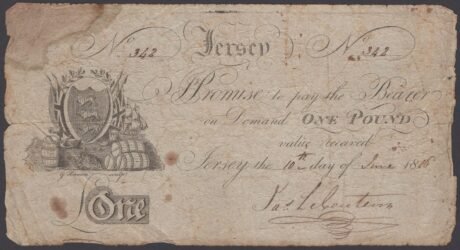 No 342 Jersey No 342
I Promise to pay the Bearer
on Demand ONE POUND
value received
Jersey the 10th day of June 1816
£One